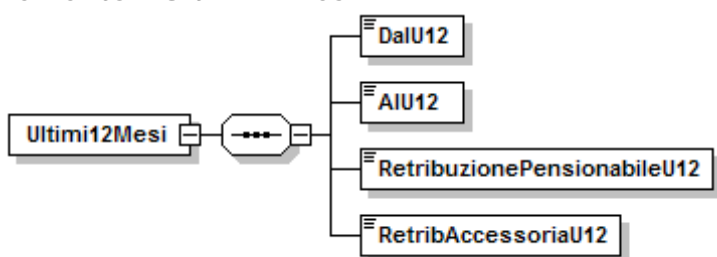 DalU12
AlU12
Ultimi12Mesi
RetribuzionePensionabileU12
RetribAccessoriaU12